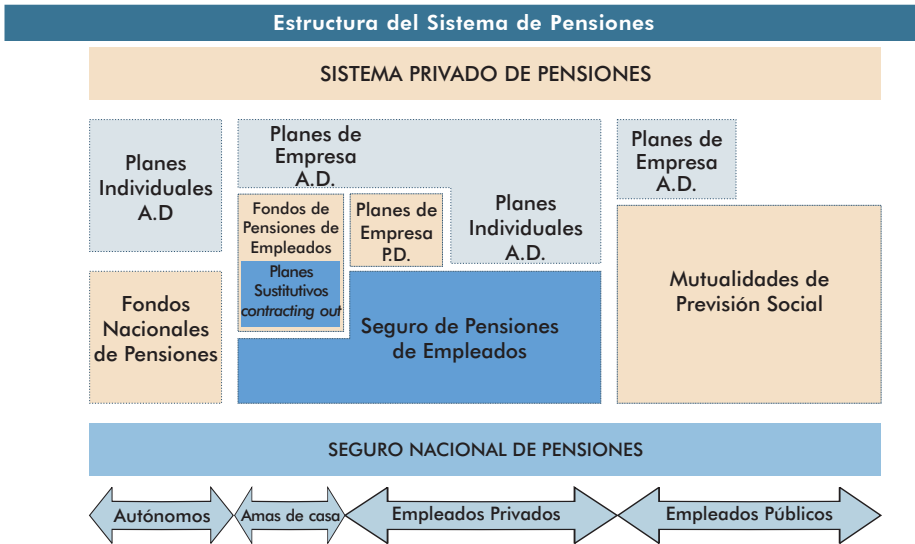 Estructura del Sistema de Pensiones
SISTEMA PRIVADO DE PENSIONES
Planes
Individuales
A.D
Planes de
Empresa
A.D.
Planes
Individuales
A.D.
Planes de
Empresa
A.D.
Fondos de
Pensiones de
Empleados
Planes
Sustitutivos
contracting out
Planes de
Empresa
P.D.
Fondos
Nacionales
de Pensiones
Seguro de Pensiones
de Empleados
Mutualidades de
Previsión Social
SEGURO NACIONAL DE PENSIONES
Autónomos
Amas de casa
Empleados Privados
Empleados Públicos